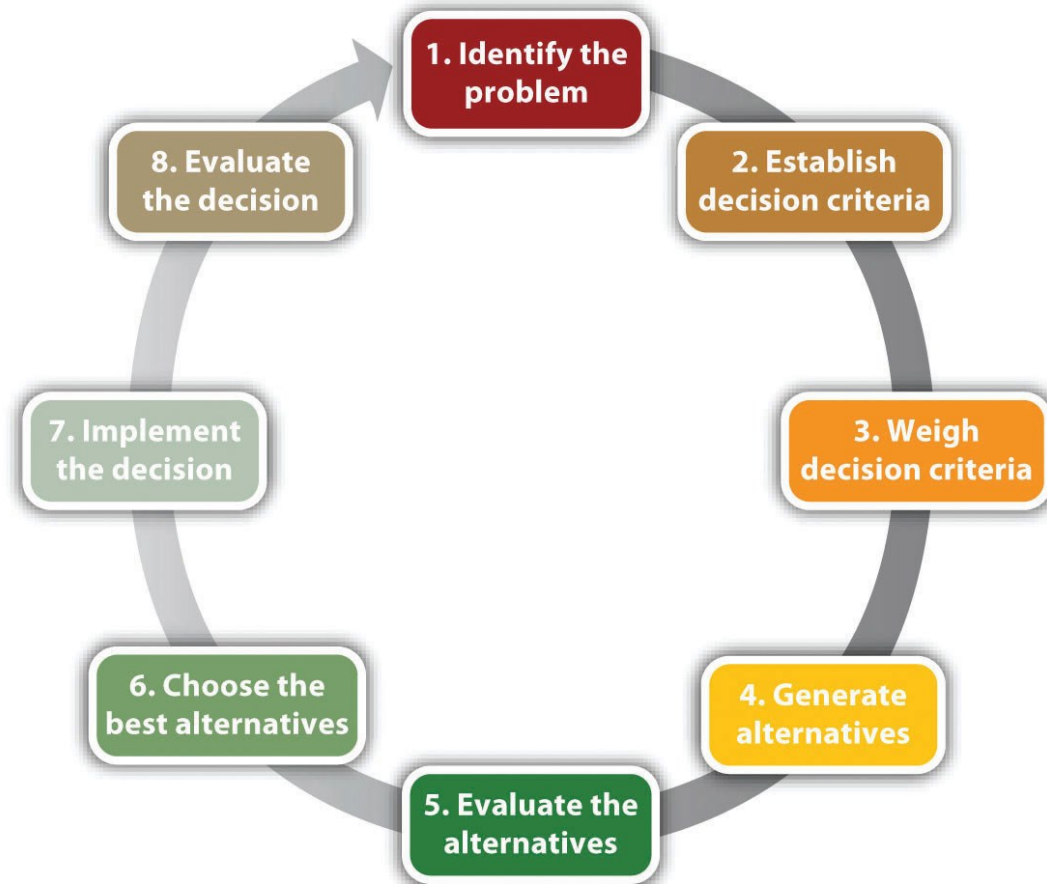 1. Identify the
problem
2. Establish
decision criteria
3. Weigh
decision criteria
4. Generate
alternatives
5. Evaluate the
alternatives
6. Choose the
best alternatives
7. Implement
the decision
8. Evaluate
the decision